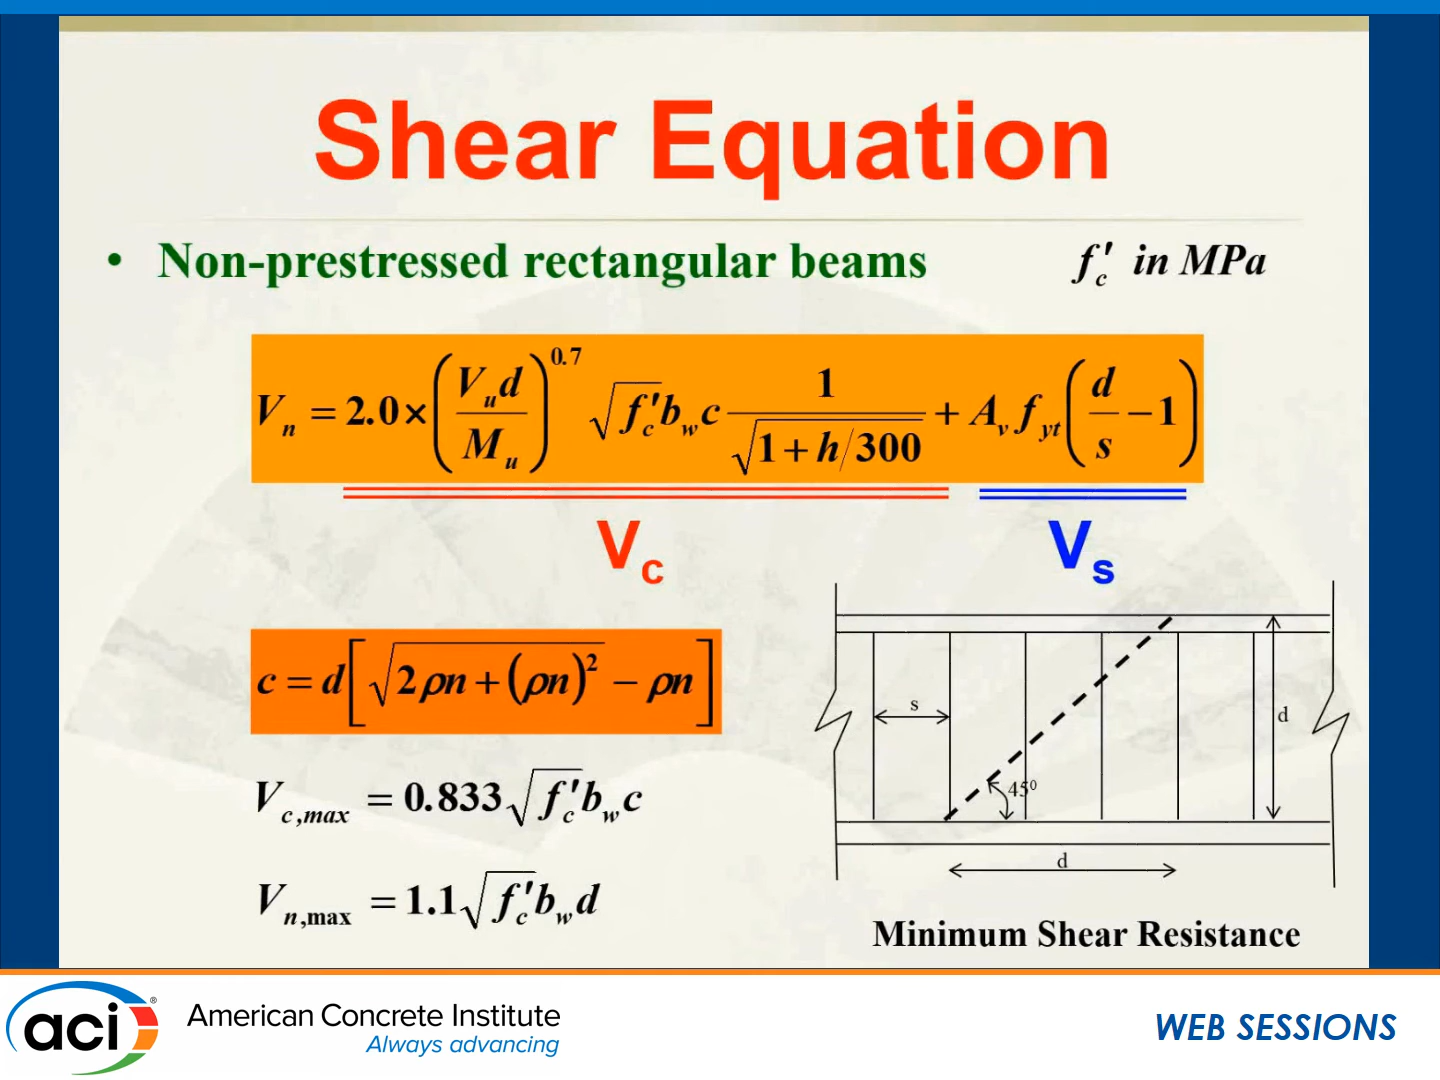 Shear Equation
• Non-prestressed rectangular beams f′c in MPa
Vn = 2.0×(Vud/Mu)^0.7 √f′c bw c 1/√(1+h/300) + Av fyt (d/s − 1)
Vc Vs
c = d[√(2ρn+(ρn)²) − ρn]
s
d
45⁰
Vc,max = 0.833√f′c bw c
d
Vn,max = 1.1√f′c bw d
Minimum Shear Resistance
aci®
American Concrete Institute
Always advancing
WEB SESSIONS